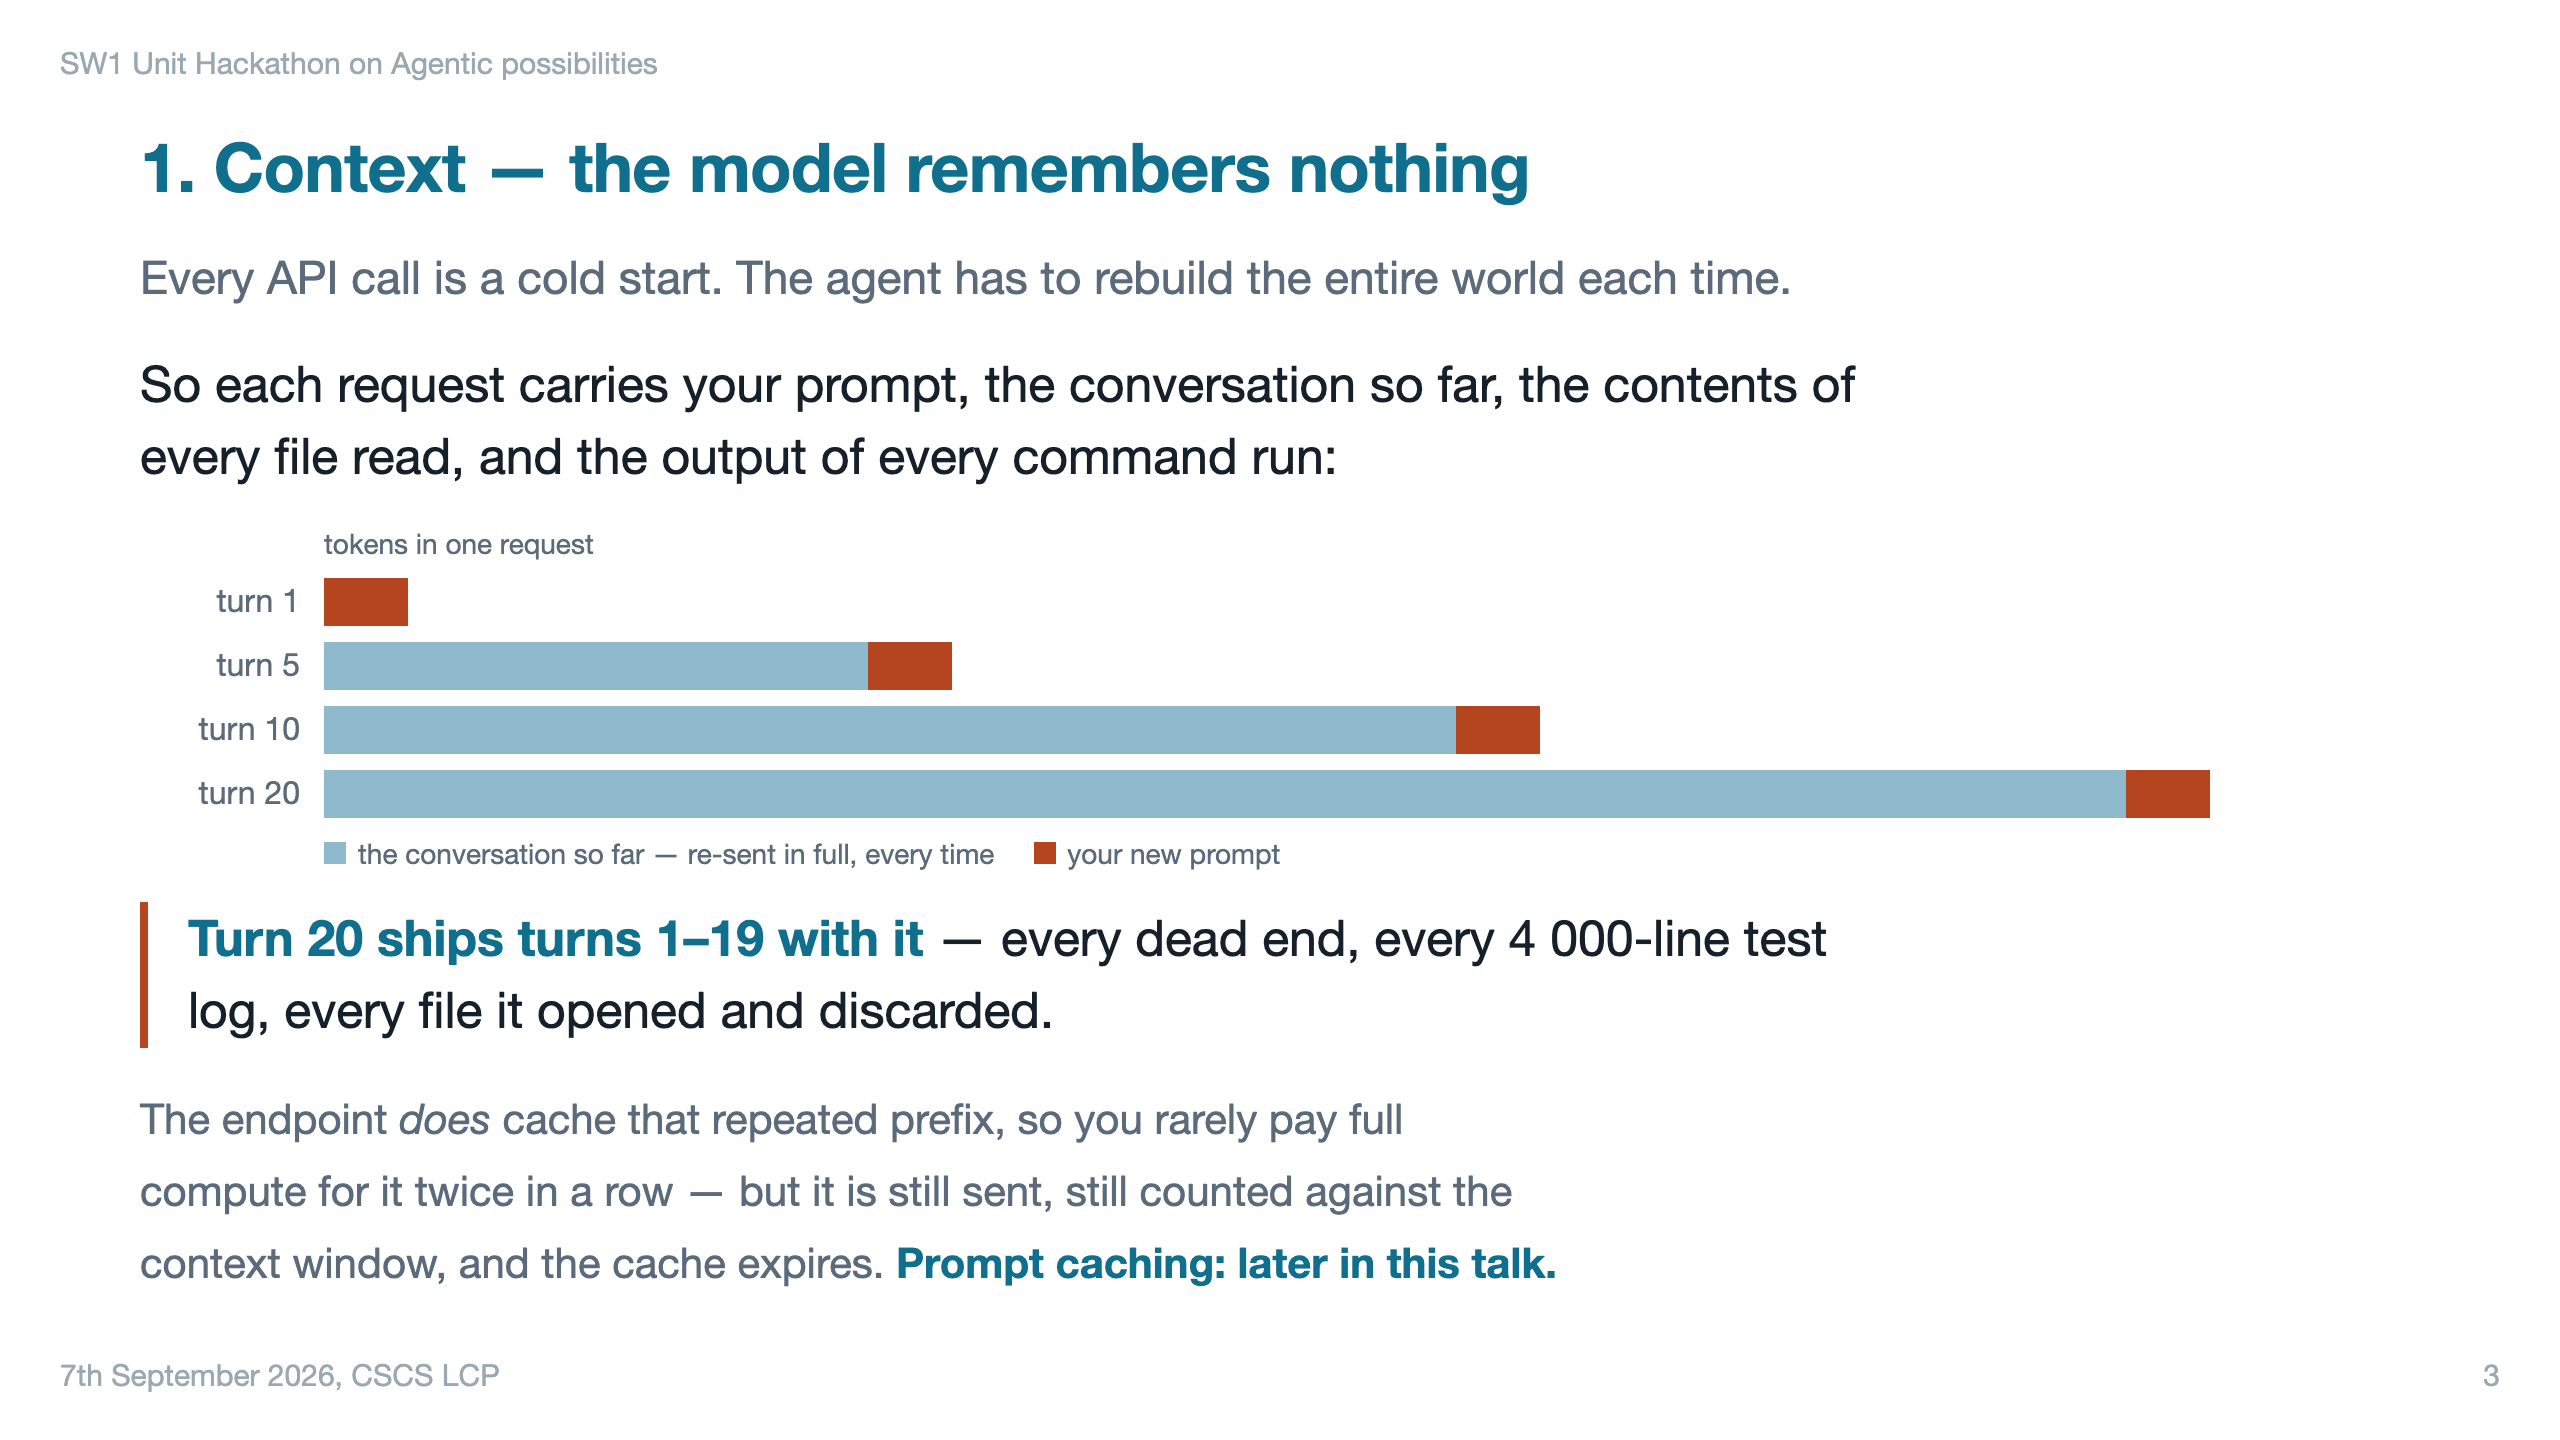 SW1 Unit Hackathon on Agentic possibilities
1. Context — the model remembers nothing
Every API call is a cold start. The agent has to rebuild the entire world each time.
So each request carries your prompt, the conversation so far, the contents of
every file read, and the output of every command run:
tokens in one request
turn 1
turn 5
turn 10
turn 20
the conversation so far — re-sent in full, every time your new prompt
Turn 20 ships turns 1–19 with it — every dead end, every 4 000-line test
log, every file it opened and discarded.
The endpoint does cache that repeated prefix, so you rarely pay full
compute for it twice in a row — but it is still sent, still counted against the
context window, and the cache expires. Prompt caching: later in this talk.
7th September 2026, CSCS LCP 3